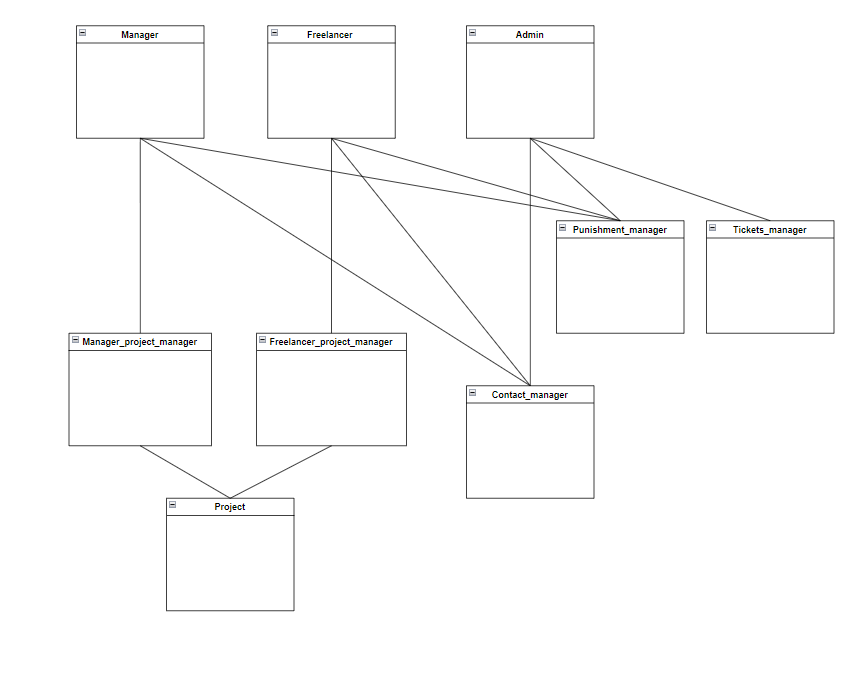 Manager
Freelancer
Admin
Punishment_manager
Tickets_manager
Manager_project_manager
Freelancer_project_manager
Contact_manager
Project